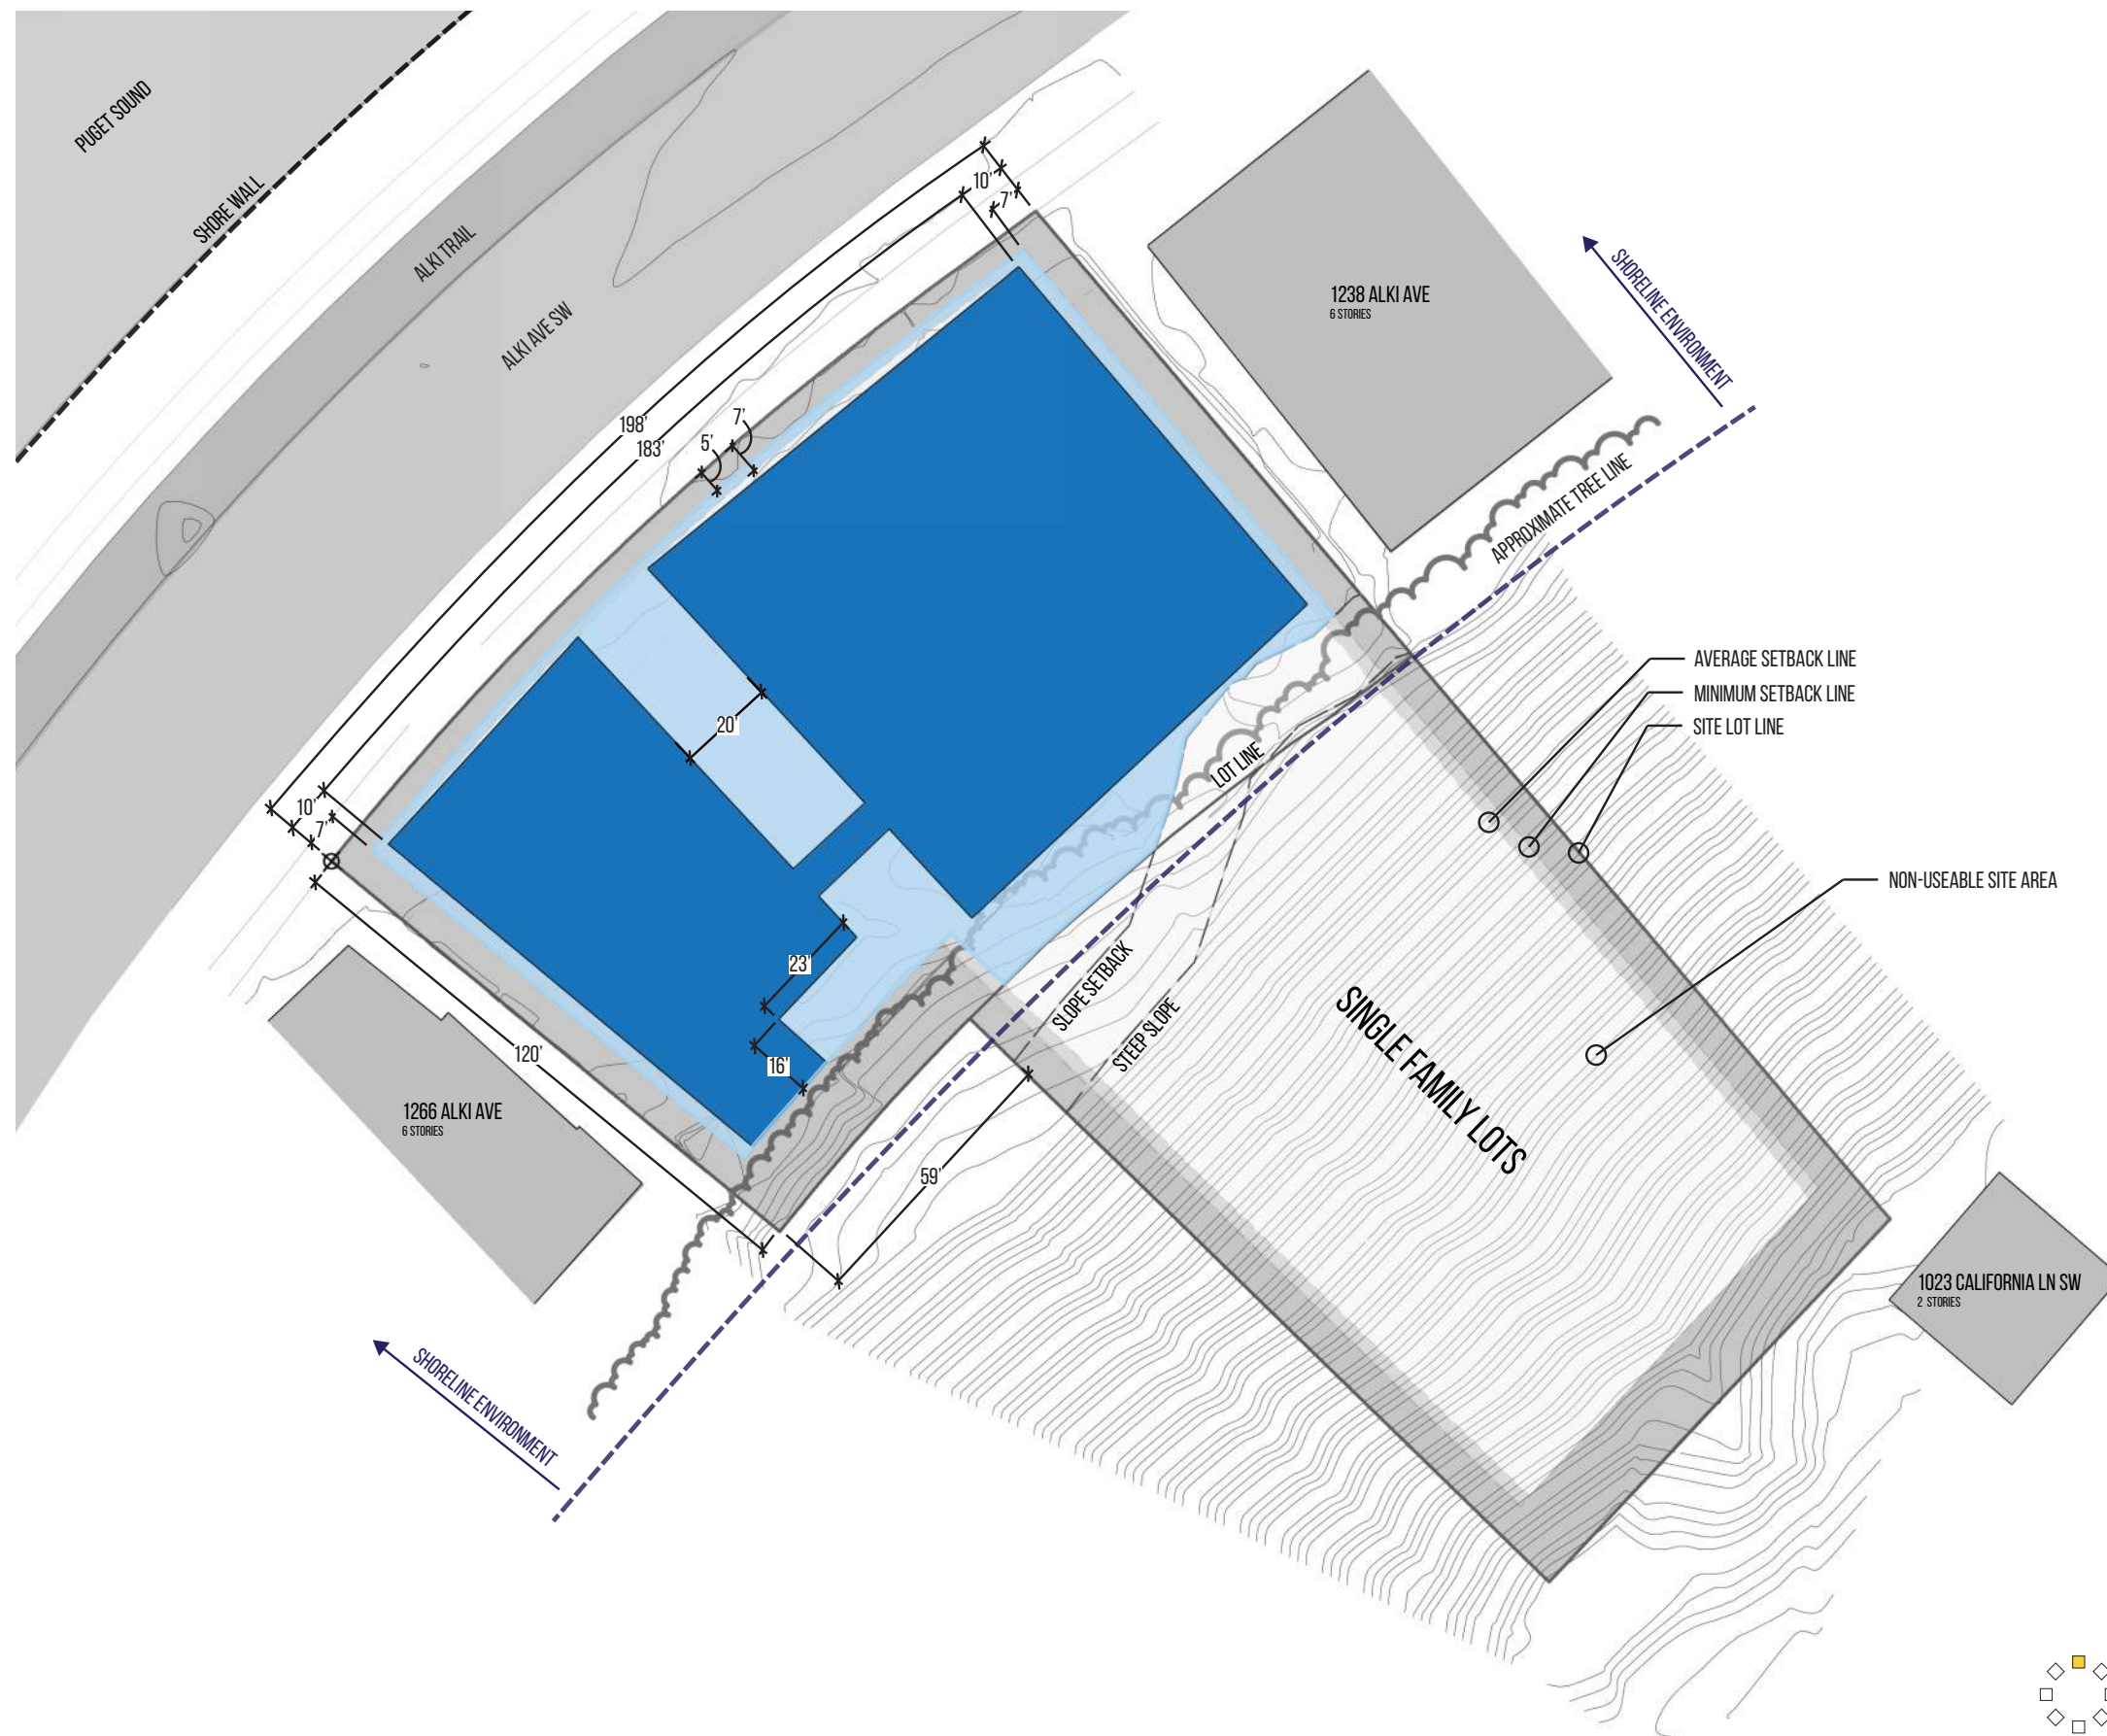 PUGET SOUND
SHORE WALL
ALKI TRAIL
ALKI AVE SW
10'
7'
1238 ALKI AVE
6 STORIES
SHORELINE ENVIRONMENT
198'
183'
7'
5'
APPROXIMATE TREE LINE
AVERAGE SETBACK LINE
MINIMUM SETBACK LINE
SITE LOT LINE
20'
LOT LINE
10'
7'
NON-USEABLE SITE AREA
23'
SLOPE SETBACK
STEEP SLOPE
SINGLE FAMILY LOTS
120'
16'
1266 ALKI AVE
6 STORIES
59'
1023 CALIFORNIA LN SW
2 STORIES
SHORELINE ENVIRONMENT